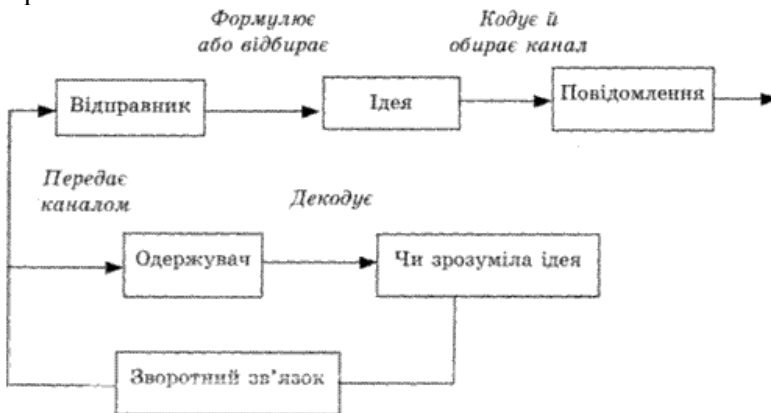 Формулює
або відбирає
Кодує й
обирає канал
Відправник
Ідея
Повідомлення
Передає
каналом
Декодує
Одержувач
Чи зрозуміла ідея
Зворотний зв'язок